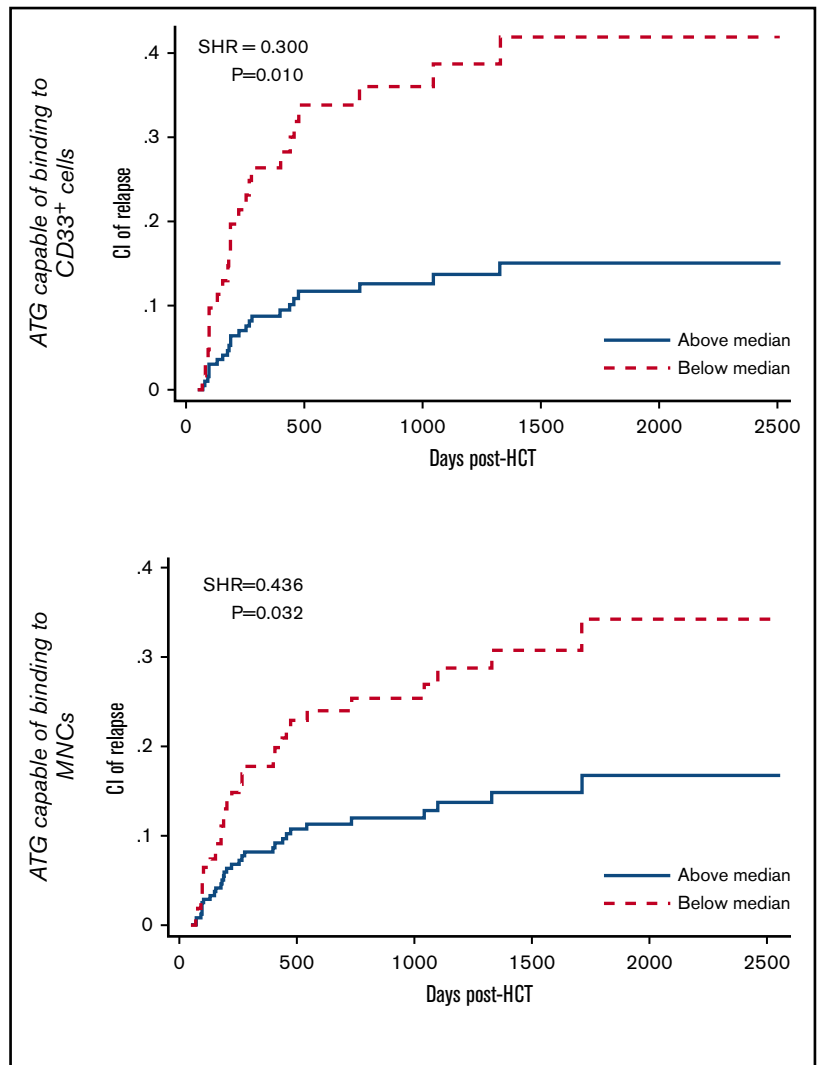 ATG capable of binding to
CD33+ cells
CI of relapse
.4
.3
.2
.1
0
SHR = 0.300
P=0.010
Above median
Below median
0 500 1000 1500 2000 2500
Days post-HCT
ATG capable of binding to
MNCs
CI of relapse
.4
.3
.2
.1
0
SHR=0.436
P=0.032
Above median
Below median
0 500 1000 1500 2000 2500
Days post-HCT